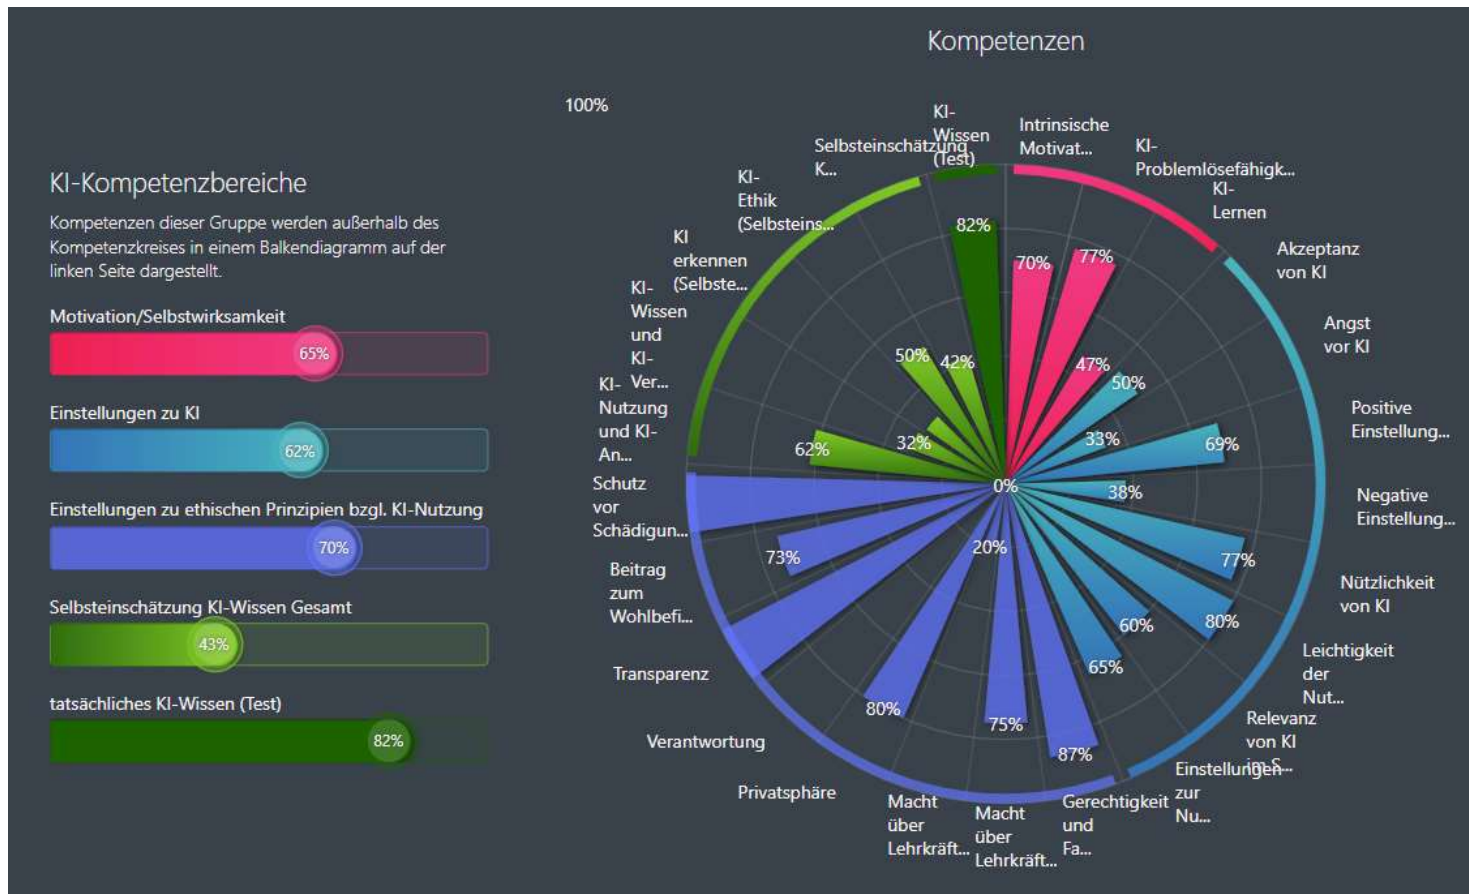 Kompetenzen
100%
KI-Kompetenzbereiche
Kompetenzen dieser Gruppe werden außerhalb des
Kompetenzkreises in einem Balkendiagramm auf der
linken Seite dargestellt.
Motivation/Selbstwirksamkeit
65%
Einstellungen zu KI
62%
Einstellungen zu ethischen Prinzipien bzgl. KI-Nutzung
70%
Selbsteinschätzung KI-Wissen Gesamt
43%
tatsächliches KI-Wissen (Test)
82%
KI-
Wissen
(Test)
Intrinsische
Motivat...
KI-
Problemlösefähigk...
KI-
Lernen
Akzeptanz
von KI
Angst
vor KI
Positive
Einstellung...
Negative
Einstellung...
Nützlichkeit
von KI
Leichtigkeit
der
Nut...
Relevanz
von KI
im S...
Einstellungen
zur
Nu...
Gerechtigkeit
und
Fa...
Macht
über
Lehrkräft...
Macht
über
Lehrkräft...
Privatsphäre
Verantwortung
Transparenz
Beitrag
zum
Wohlbefi...
Schutz
vor
Schädigun...
KI-
Nutzung
und KI-
An...
KI-
Wissen
und
KI-
Ver...
KI
erkennen
(Selbste...
KI-
Ethik
(Selbsteins...
Selbsteinschätzung
K...
82%
70%
77%
47%
50%
33%
69%
38%
77%
80%
60%
65%
87%
75%
20%
80%
73%
62%
32%
50%
42%
0%